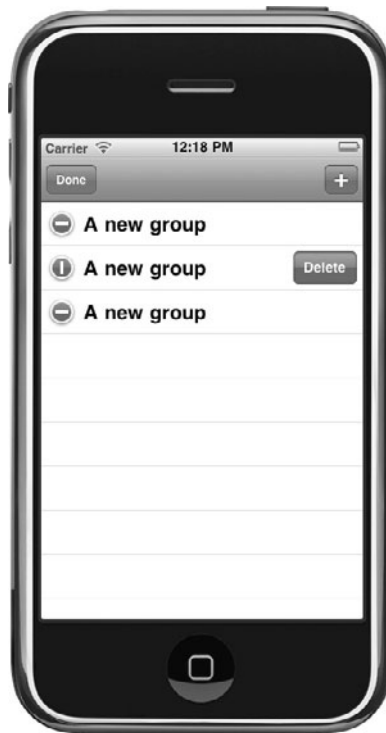 Carrier 12:18 PM
Done +
A new group
A new group Delete
A new group